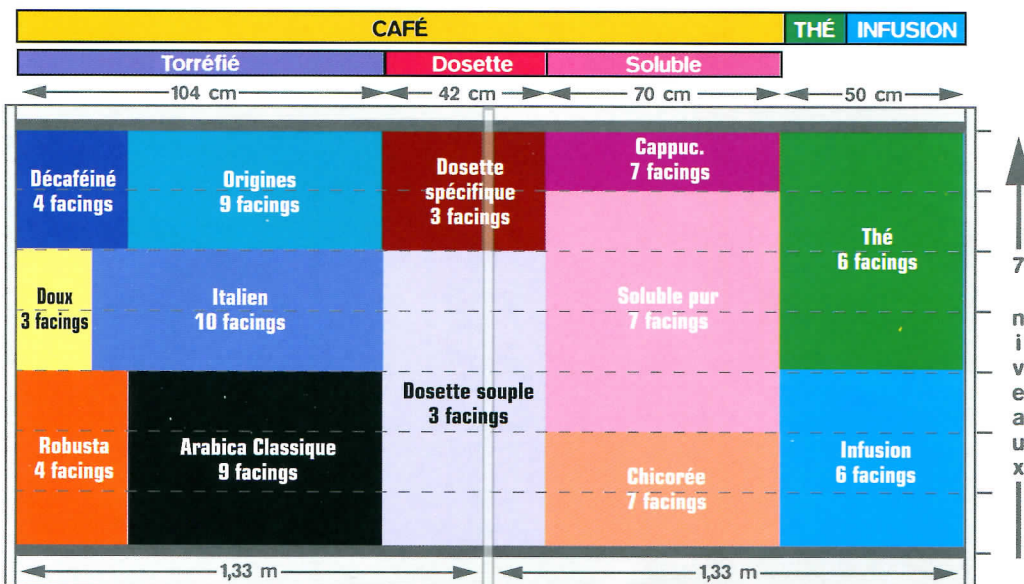 CAFÉ THÉ INFUSION
Torréfié Dosette Soluble
104 cm 42 cm 70 cm 50 cm
Décaféiné
4 facings
Origines
9 facings
Dosette
spécifique
3 facings
Cappuc.
7 facings
Thé
6 facings
Doux
3 facings
Italien
10 facings
Soluble pur
7 facings
Dosette souple
3 facings
Robusta
4 facings
Arabica Classique
9 facings
Chicorée
7 facings
Infusion
6 facings
7 niveaux
1,33 m 1,33 m